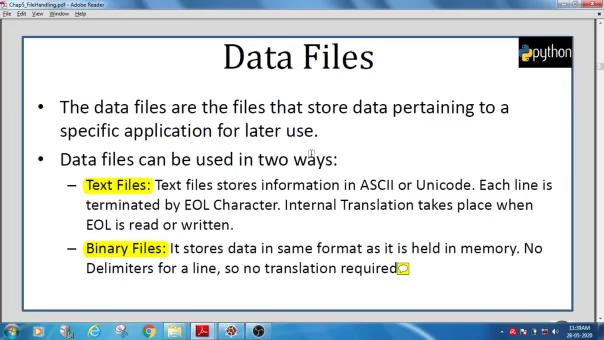 Chap5_FileHandling.pdf - Adobe Reader
File Edit View Window Help
Data Files
python
• The data files are the files that store data pertaining to a
specific application for later use.
• Data files can be used in two ways:
– Text Files: Text files stores information in ASCII or Unicode. Each line is
terminated by EOL Character. Internal Translation takes place when
EOL is read or written.
– Binary Files: It stores data in same format as it is held in memory. No
Delimiters for a line, so no translation required
11:39AM
28-05-2020